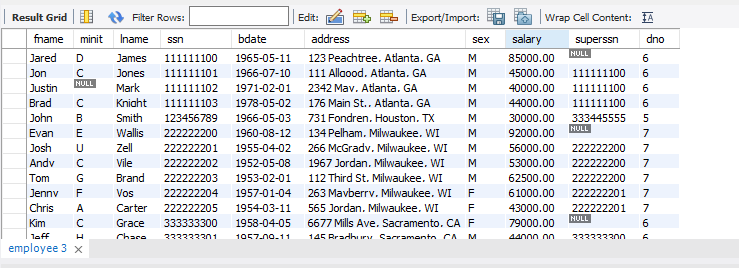 Result Grid Filter Rows: Edit: Export/Import: Wrap Cell Content:
fname minit lname ssn bdate address sex salary superssn dno
Jared D James 111111100 1965-05-11 123 Peachtree, Atlanta, GA M 85000.00 NULL 6
Jon C Jones 111111101 1966-07-10 111 Allgood, Atlanta, GA M 45000.00 111111100 6
Justin NULL Mark 111111102 1971-02-01 2342 May, Atlanta, GA M 40000.00 111111100 6
Brad C Knight 111111103 1978-05-02 176 Main St., Atlanta, GA M 44000.00 111111100 6
John B Smith 123456789 1966-05-03 731 Fondren, Houston, TX M 30000.00 333445555 5
Evan E Wallis 222222200 1960-08-12 134 Pelham, Milwaukee, WI M 92000.00 NULL 7
Josh U Zell 222222201 1955-04-02 266 McGrady, Milwaukee, WI M 56000.00 222222200 7
Andy C Vile 222222202 1952-05-08 1967 Jordan, Milwaukee, WI M 53000.00 222222200 7
Tom G Brand 222222203 1953-02-01 112 Third St, Milwaukee, WI M 62500.00 222222200 7
Jenny F Vos 222222204 1957-01-04 263 Mayberry, Milwaukee, WI F 61000.00 222222201 7
Chris A Carter 222222205 1954-03-11 565 Jordan, Milwaukee, WI F 43000.00 222222201 7
Kim C Grace 333333300 1958-04-05 6677 Mills Ave, Sacramento, CA F 79000.00 NULL 6
Jeff H Chase 333333301 1957-09-11 145 Bradbury, Sacramento, CA M 44000.00 333333300 6
employee 3